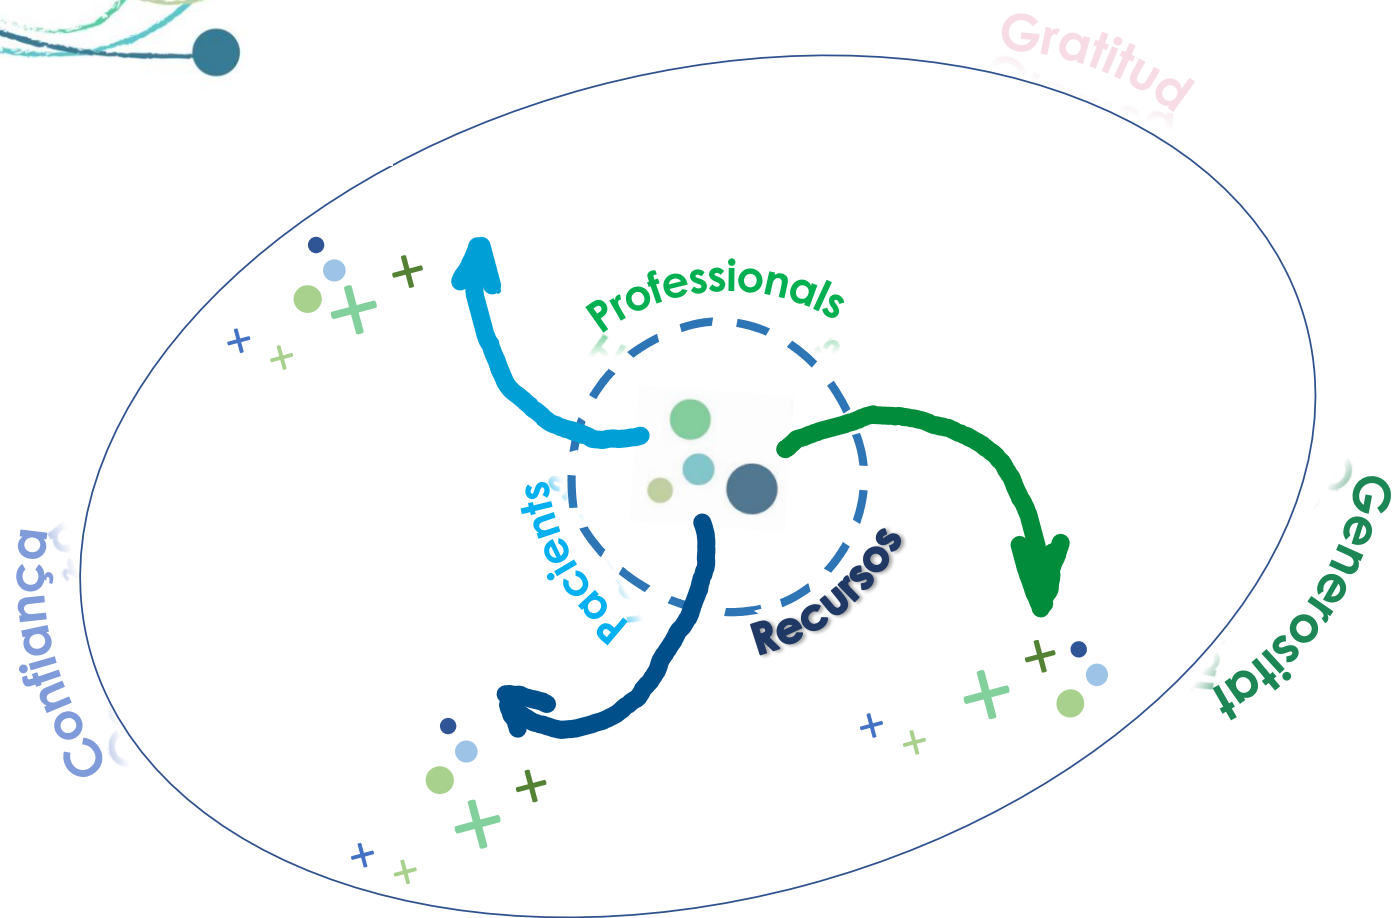 Gratitud
Professionals
Pacients
Recursos
Confiança
Generositat